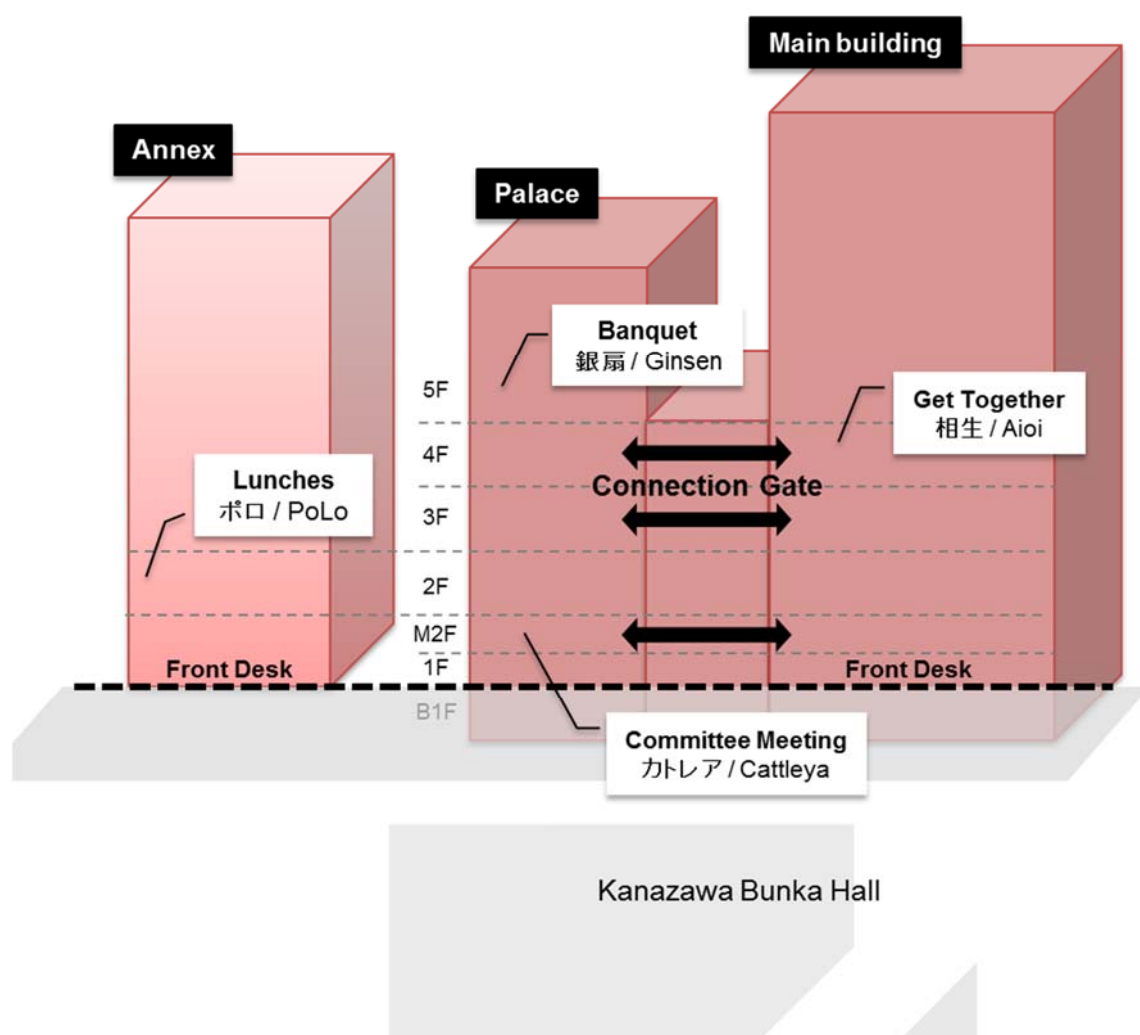 Main building
Annex
Palace
Banquet
銀扇 / Ginsen
5F
Get Together
相生 / Aioi
4F
Lunches
ポロ / PoLo
Connection Gate
3F
2F
M2F
1F
Front Desk
Front Desk
B1F
Committee Meeting
カトレア / Cattleya
Kanazawa Bunka Hall